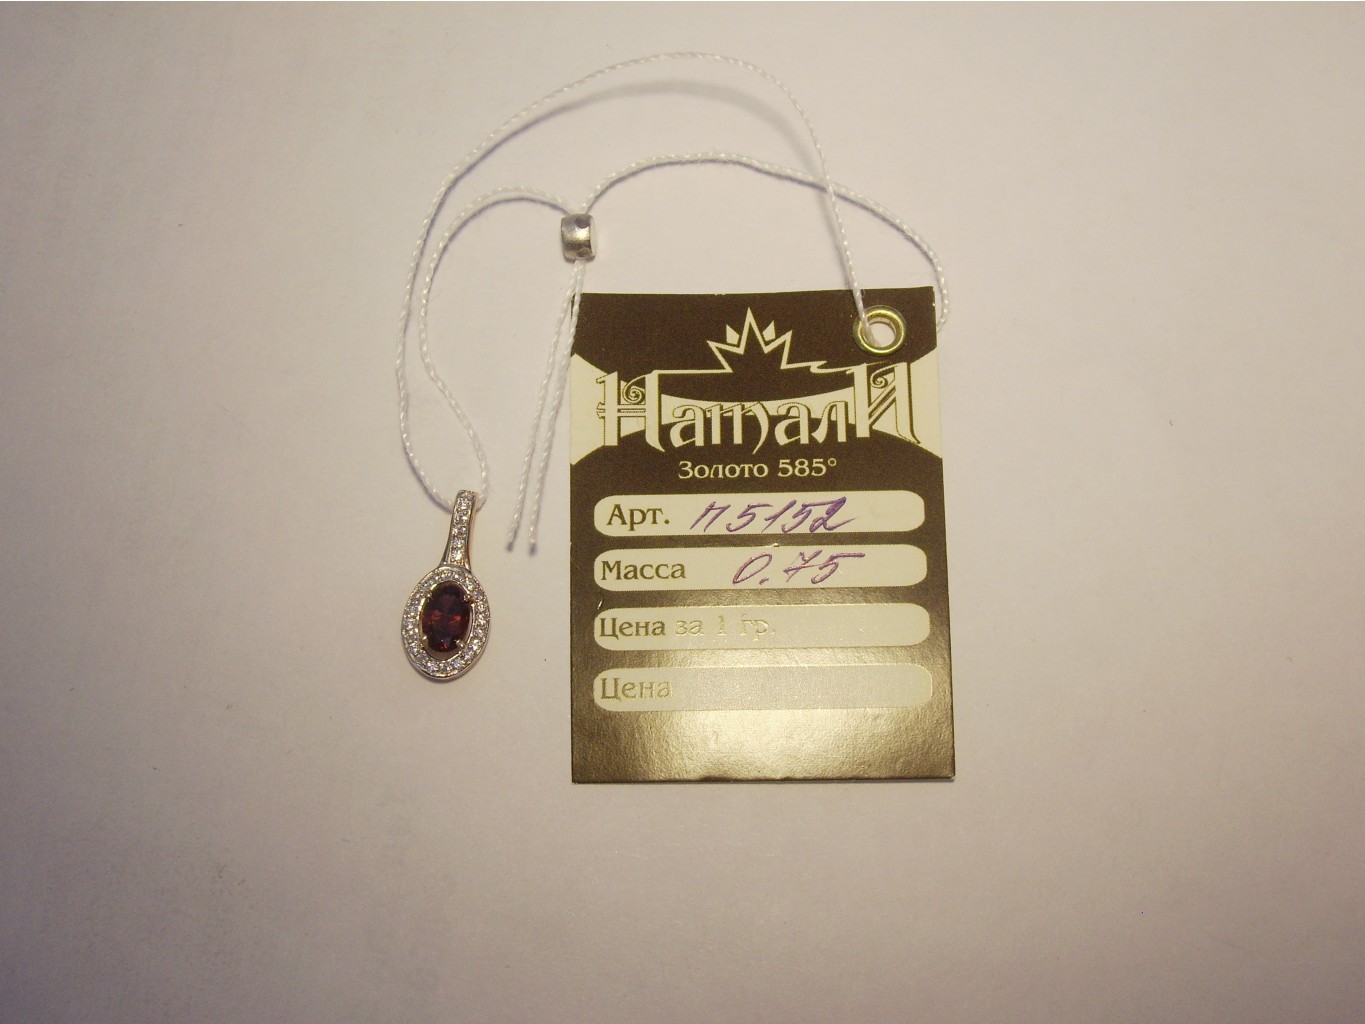 Натали
Золото 585°
Арт. п5152
Масса 0.75
Цена за 1 гр.
Цена